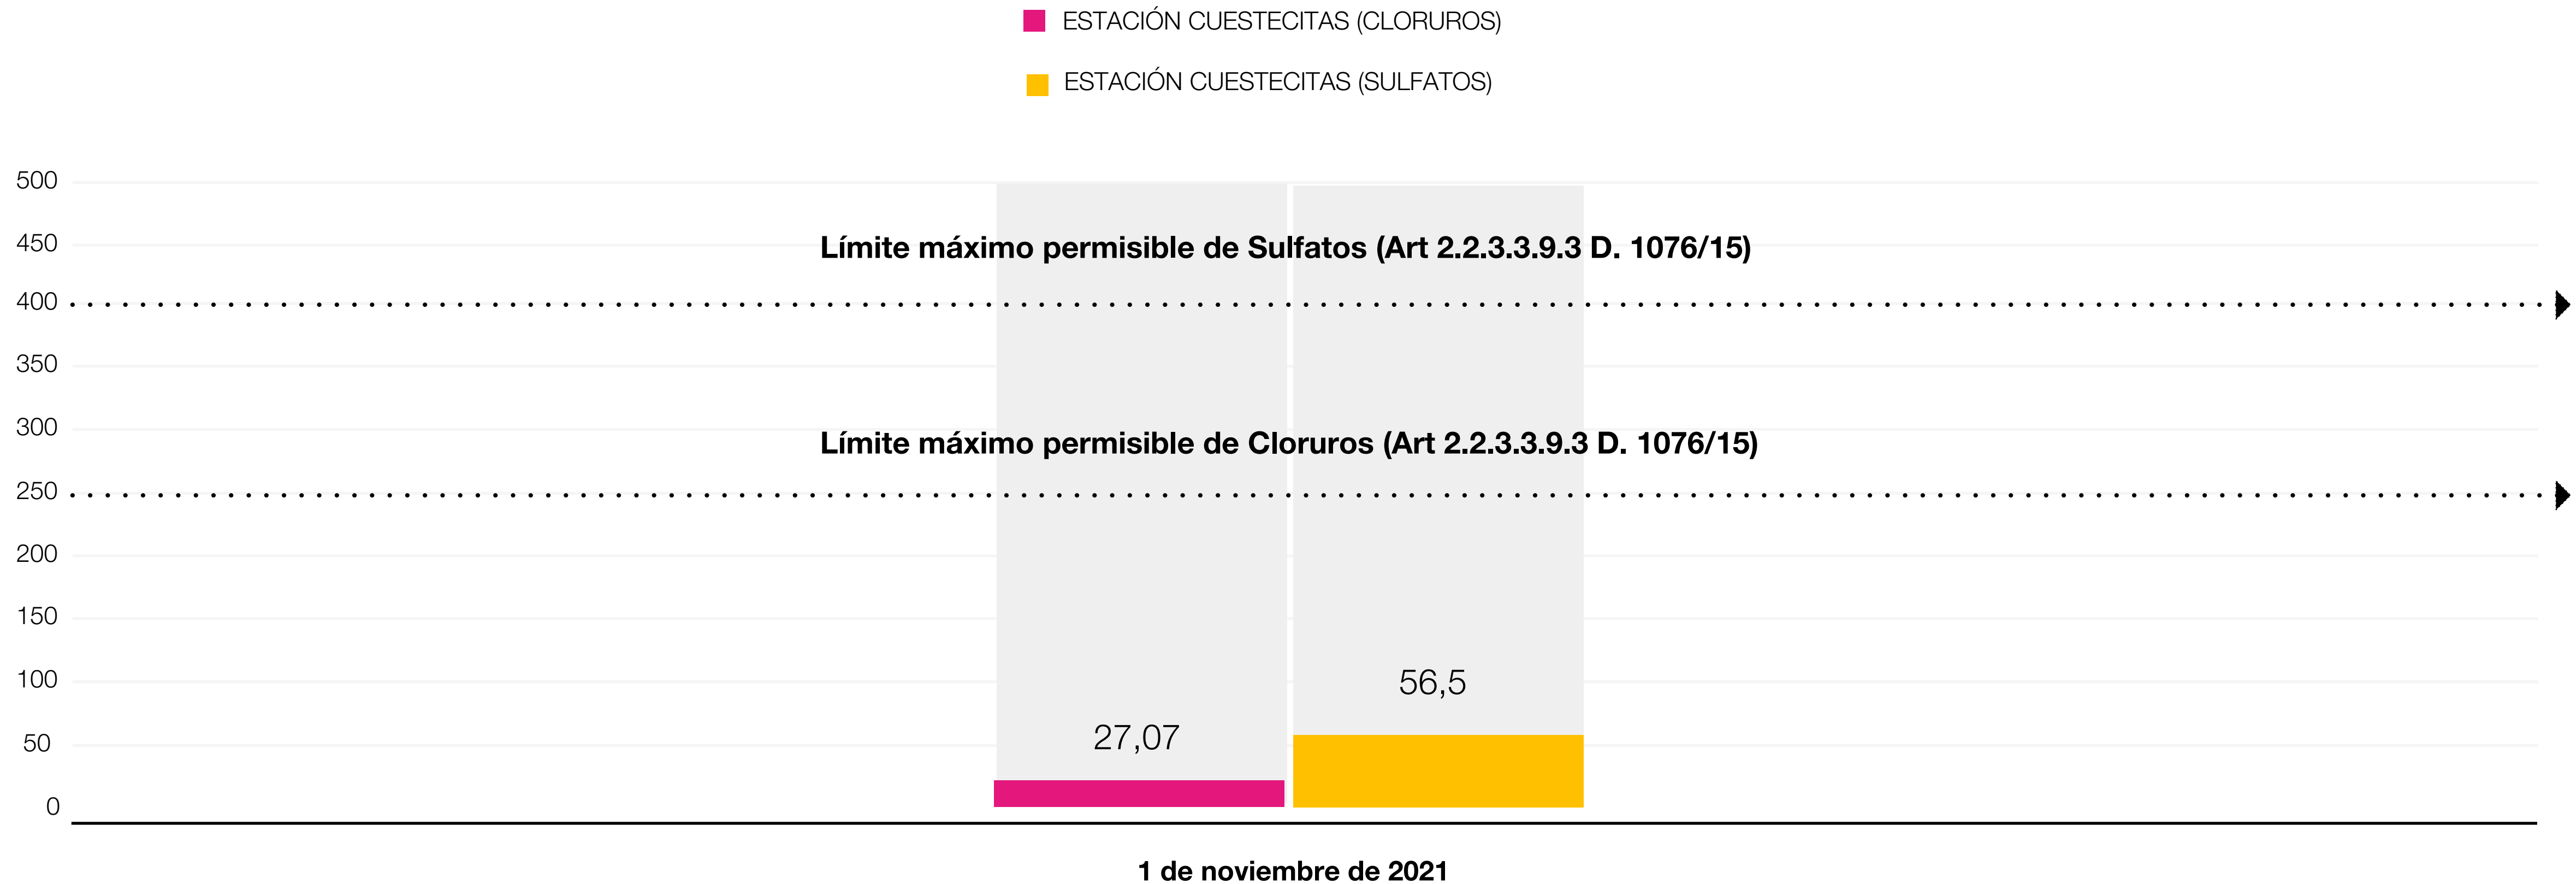 ESTACIÓN CUESTECITAS (CLORUROS)
ESTACIÓN CUESTECITAS (SULFATOS)
500
450
Límite máximo permisible de Sulfatos (Art 2.2.3.3.9.3 D. 1076/15)
400
350
300
Límite máximo permisible de Cloruros (Art 2.2.3.3.9.3 D. 1076/15)
250
200
150
100
56,5
27,07
50
0
1 de noviembre de 2021